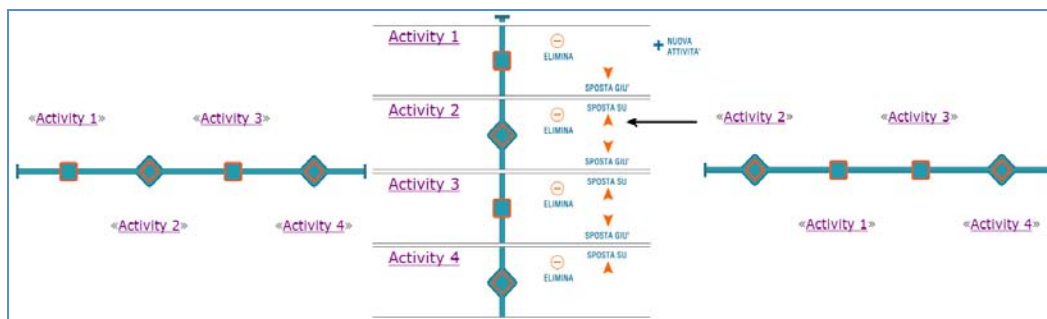 «Activity 1»
«Activity 3»
«Activity 2»
«Activity 4»
Activity 1
ELIMINA
+ NUOVA
ATTIVITA'
SPOSTA GIU'
Activity 2
SPOSTA SU
ELIMINA
SPOSTA GIU'
Activity 3
SPOSTA SU
ELIMINA
SPOSTA GIU'
Activity 4
SPOSTA SU
ELIMINA
«Activity 2»
«Activity 3»
«Activity 1»
«Activity 4»